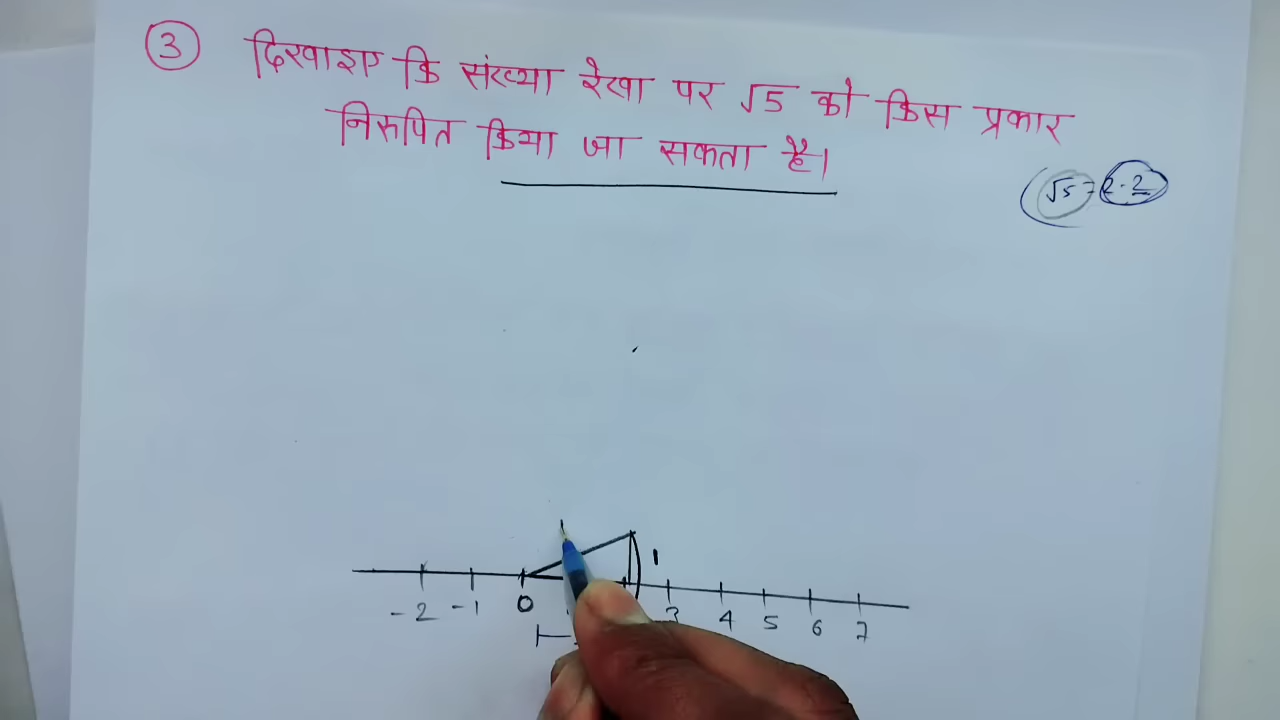 ③ दिखाइए कि संख्या रेखा पर √5 को किस प्रकार
निरुपित किया जा सकता है।
√5 = 2.2
1
-2 -1 0 3 4 5 6 7